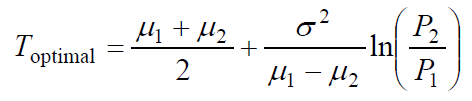 T_optimal = (μ₁ + μ₂)/2 + σ²/(μ₁ − μ₂) ln(P₂/P₁)